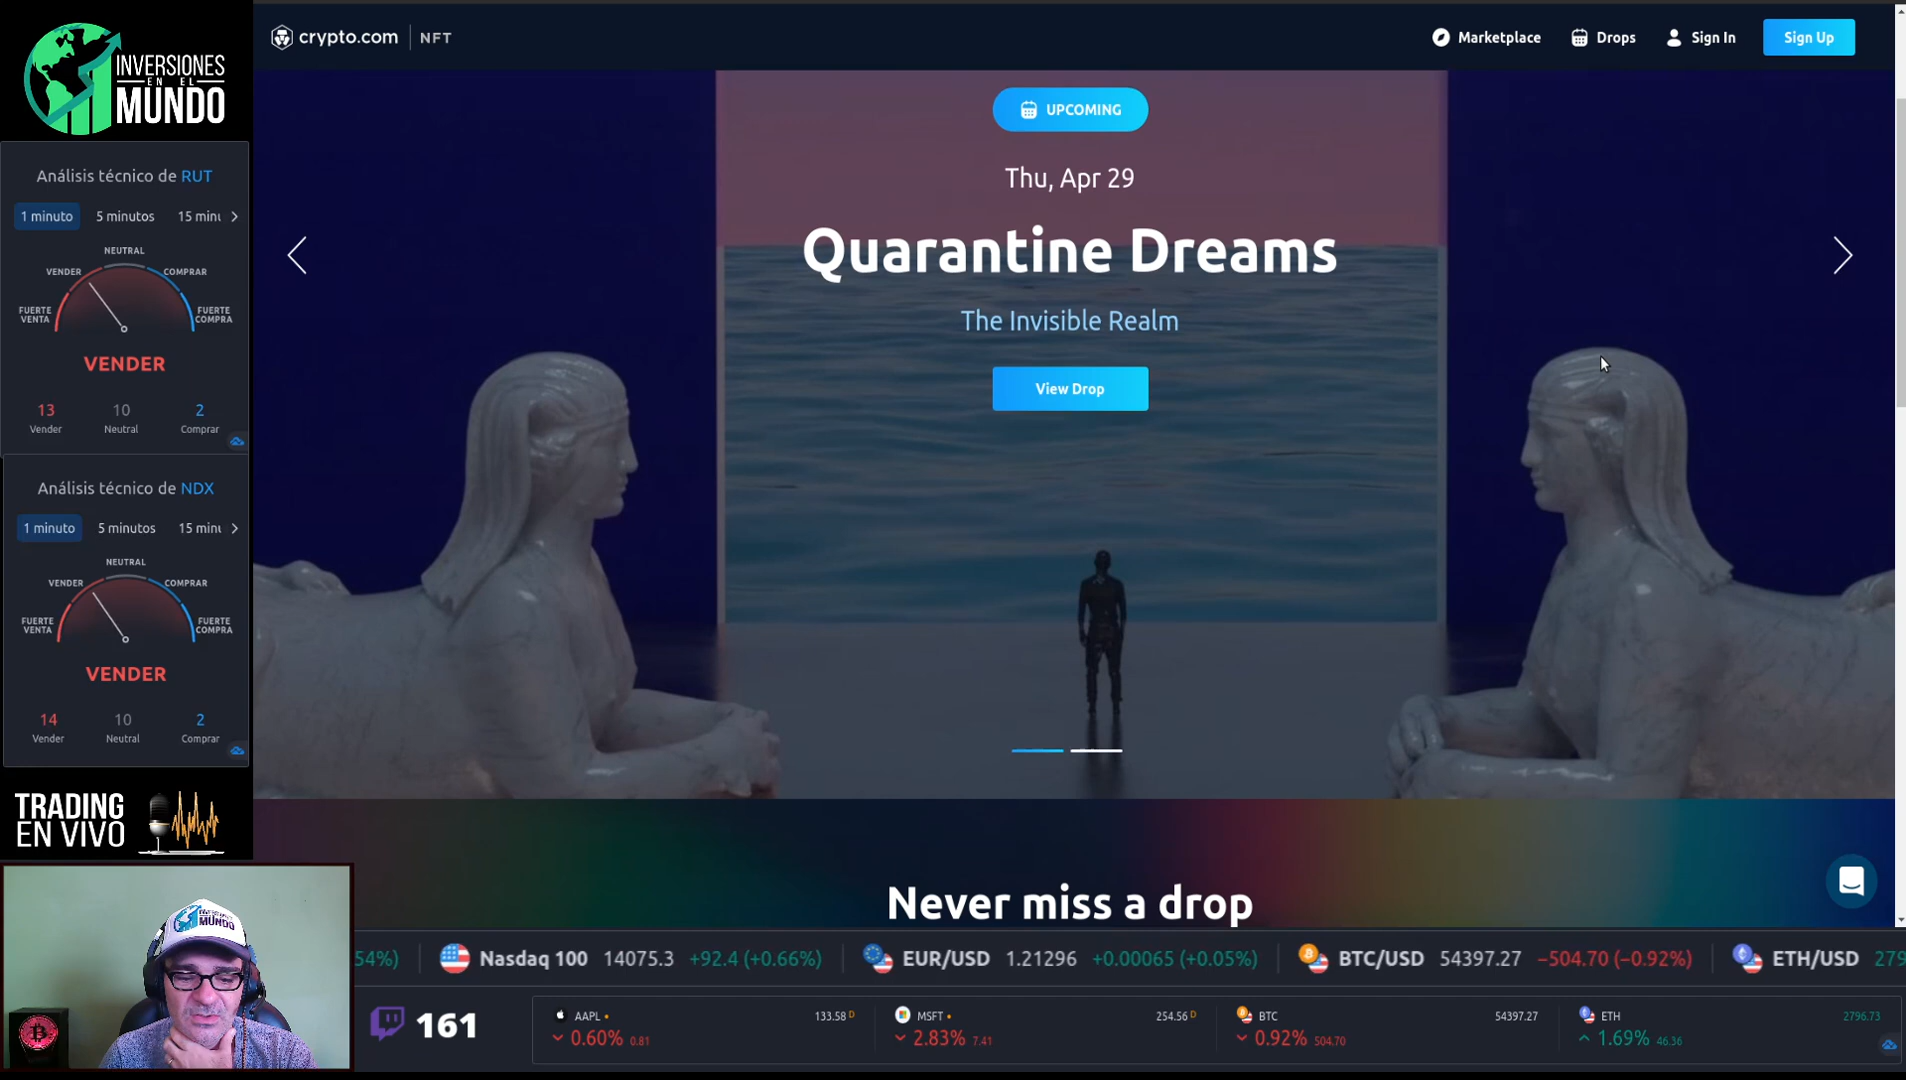 INVERSIONES
EN EL
MUNDO
Análisis técnico de RUT
1 minuto 5 minutos 15 minu
NEUTRAL
VENDER COMPRAR
FUERTE VENTA FUERTE COMPRA
VENDER
13 10 2
Vender Neutral Comprar
Análisis técnico de NDX
1 minuto 5 minutos 15 minu
NEUTRAL
VENDER COMPRAR
FUERTE VENTA FUERTE COMPRA
VENDER
14 10 2
Vender Neutral Comprar
TRADING
EN VIVO
crypto.com NFT Marketplace Drops Sign In Sign Up
UPCOMING
Thu, Apr 29
Quarantine Dreams
The Invisible Realm
View Drop
Never miss a drop
54%) Nasdaq 100 14075.3 +92.4 (+0.66%) EUR/USD 1.21296 +0.00065 (+0.05%) BTC/USD 54397.27 −504.70 (−0.92%) ETH/USD 279
161
AAPL 133.58 D MSFT 254.56 D BTC 54397.27 ETH 2796.73
0.60% 0.81 2.83% 7.41 0.92% 504.70 1.69% 46.36